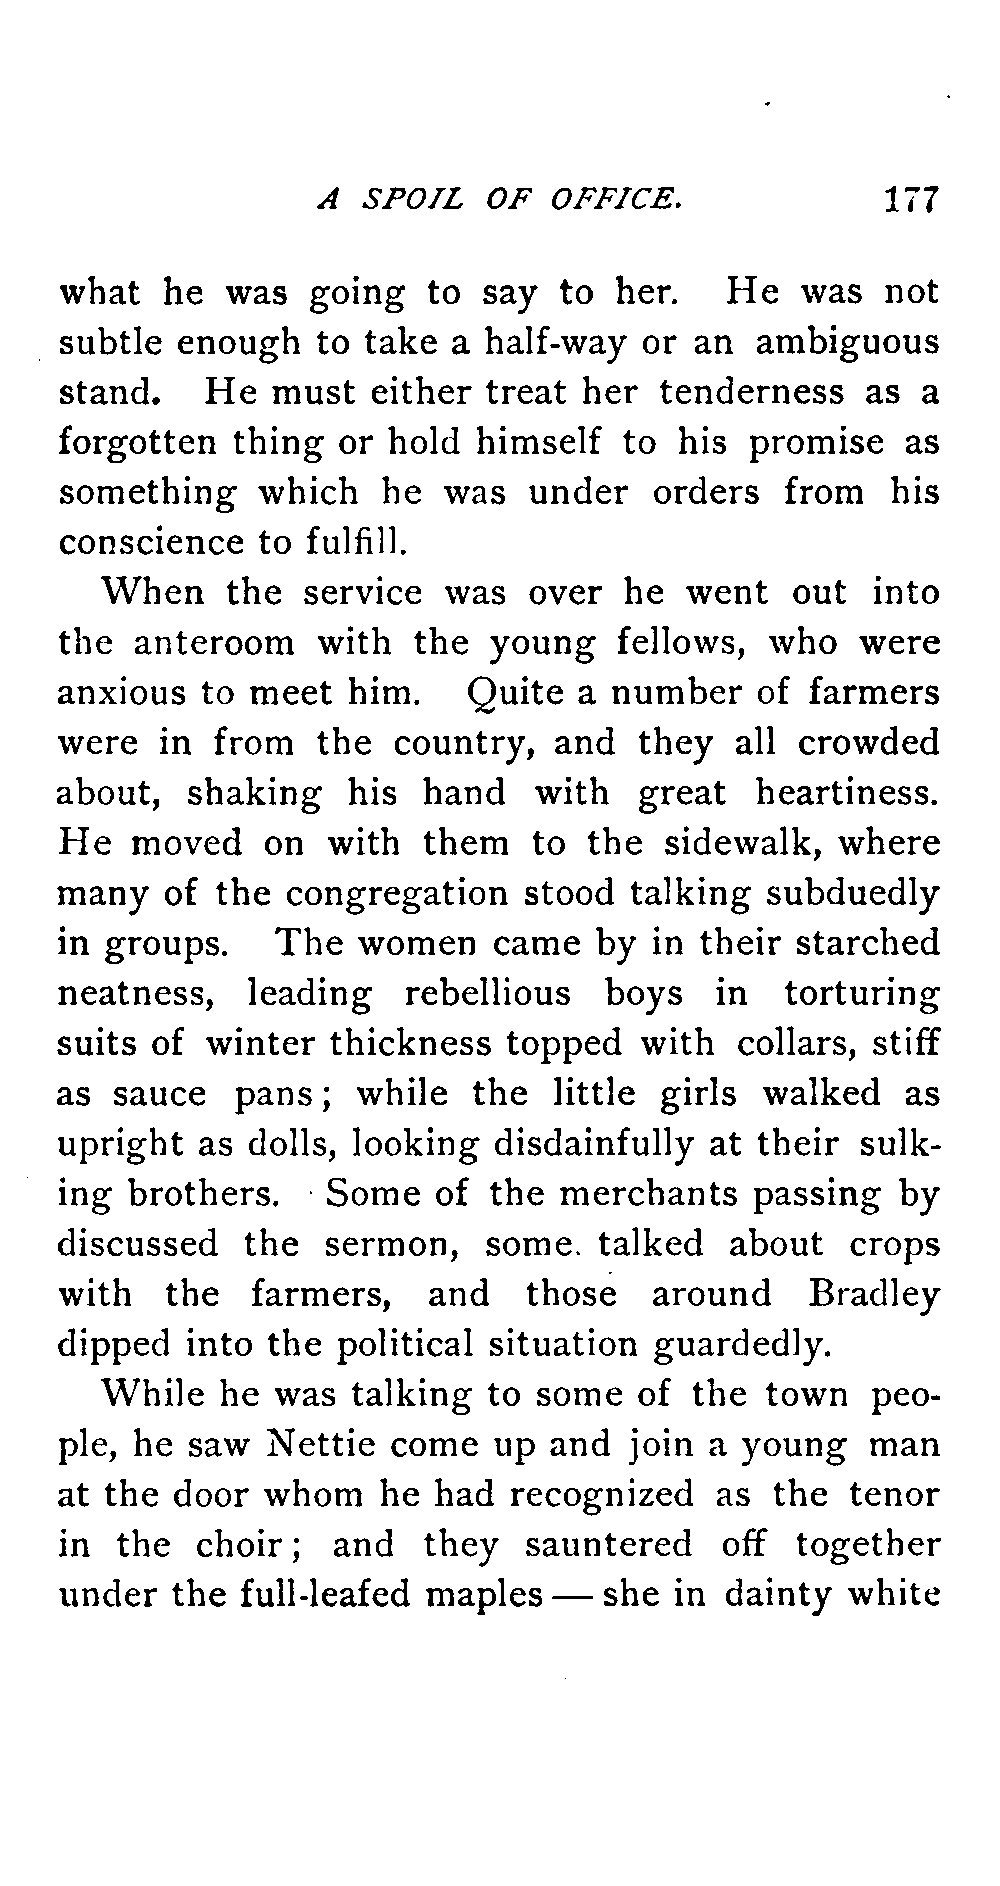 A SPOIL OF OFFICE. 177
what he was going to say to her. He was not
subtle enough to take a half-way or an ambiguous
stand. He must either treat her tenderness as a
forgotten thing or hold himself to his promise as
something which he was under orders from his
conscience to fulfill.
When the service was over he went out into
the anteroom with the young fellows, who were
anxious to meet him. Quite a number of farmers
were in from the country, and they all crowded
about, shaking his hand with great heartiness.
He moved on with them to the sidewalk, where
many of the congregation stood talking subduedly
in groups. The women came by in their starched
neatness, leading rebellious boys in torturing
suits of winter thickness topped with collars, stiff
as sauce pans; while the little girls walked as
upright as dolls, looking disdainfully at their sulk-
ing brothers. Some of the merchants passing by
discussed the sermon, some talked about crops
with the farmers, and those around Bradley
dipped into the political situation guardedly.
While he was talking to some of the town peo-
ple, he saw Nettie come up and join a young man
at the door whom he had recognized as the tenor
in the choir; and they sauntered off together
under the full-leafed maples — she in dainty white